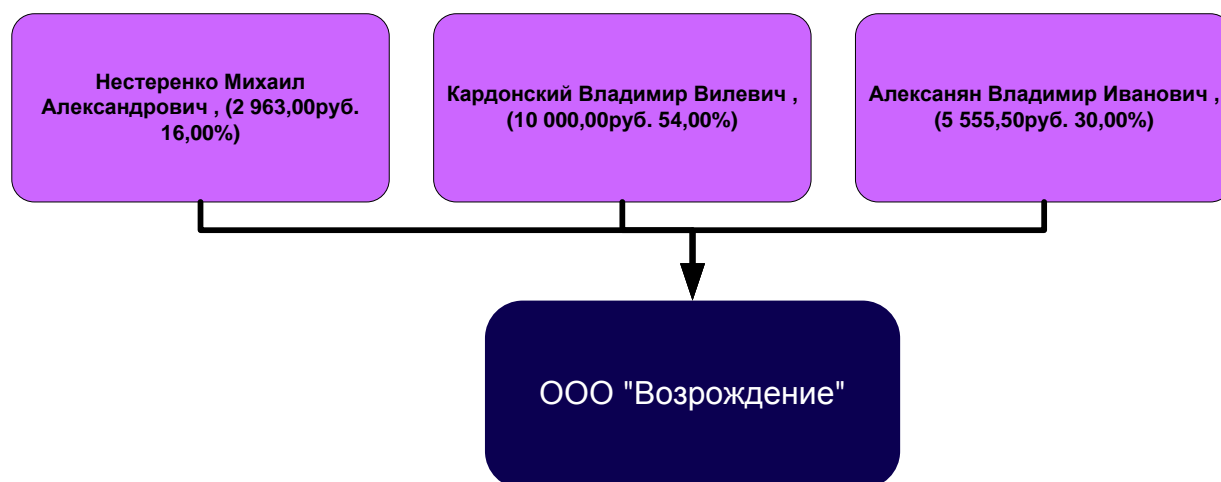 Нестеренко Михаил
Александрович , (2 963,00руб.
16,00%)
Кардонский Владимир Вилевич ,
(10 000,00руб. 54,00%)
Алексанян Владимир Иванович ,
(5 555,50руб. 30,00%)
ООО "Возрождение"